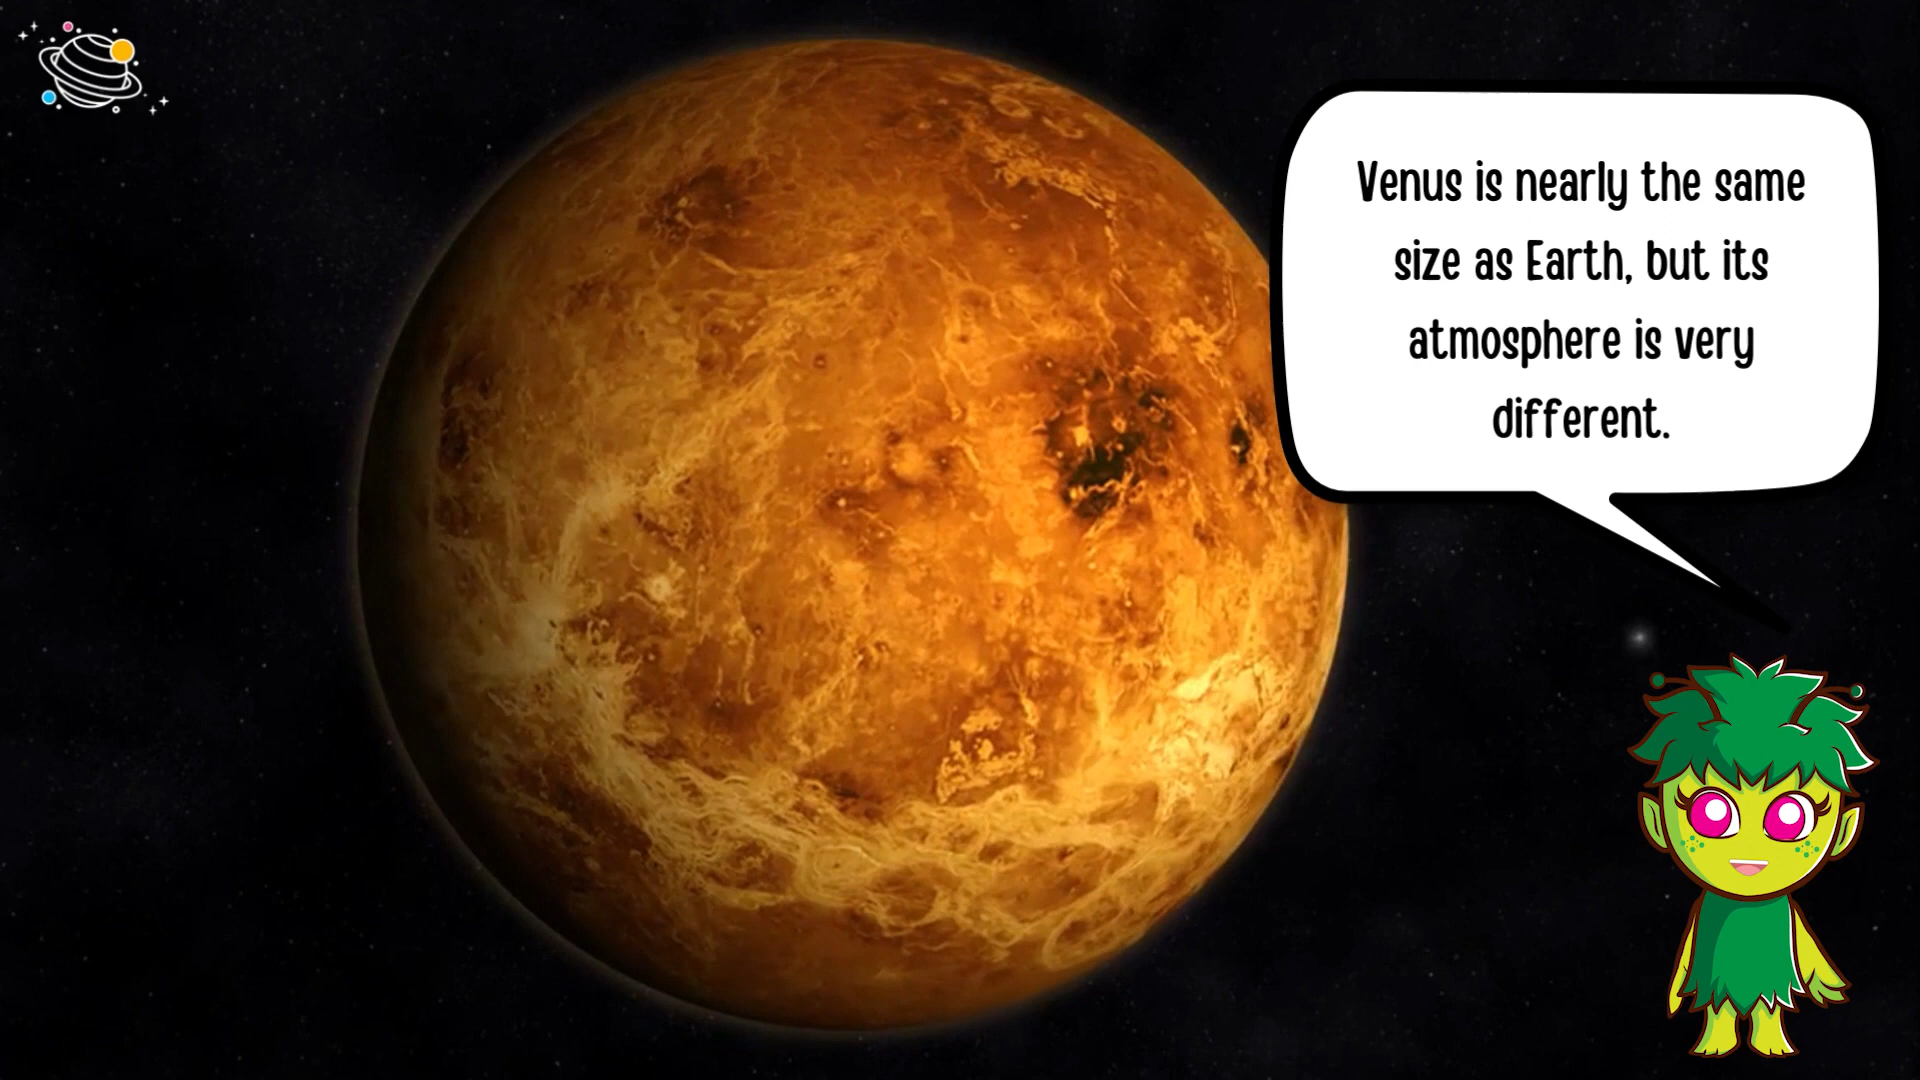 Venus is nearly the same
size as Earth, but its
atmosphere is very
different.